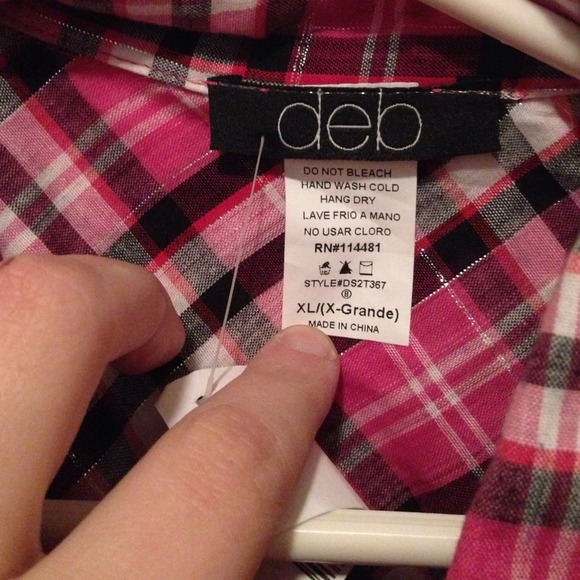 deb
DO NOT BLEACH
HAND WASH COLD
HANG DRY
LAVE FRIO A MANO
NO USAR CLORO
RN#114481
STYLE#DS2T367
8
XL/(X-Grande)
MADE IN CHINA